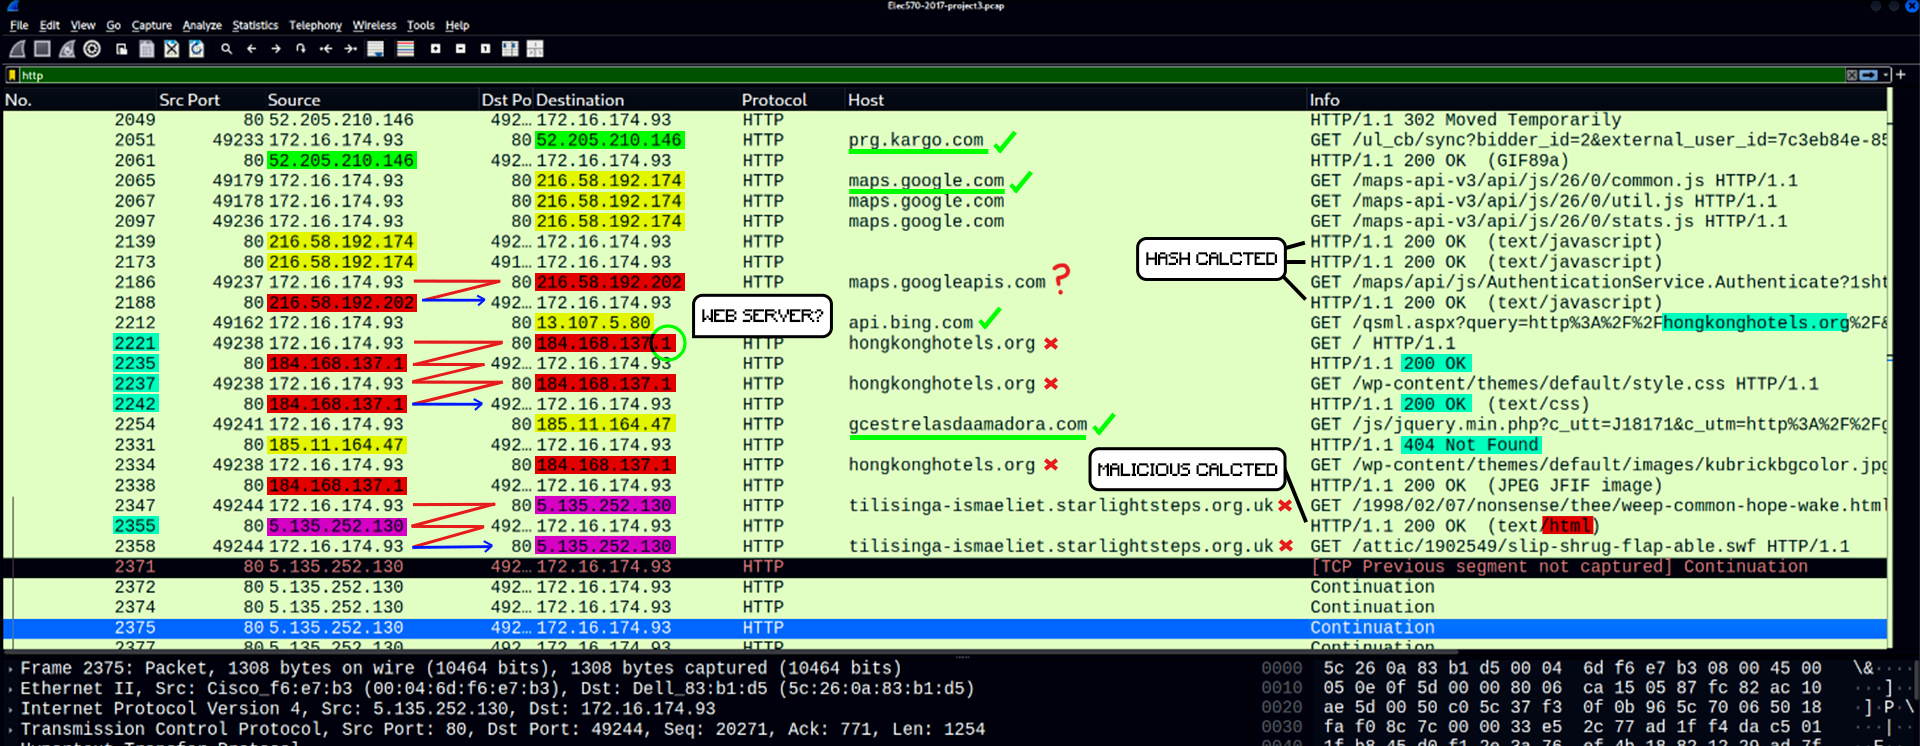 Elec570-2017-project3.pcap
File Edit View Go Capture Analyze Statistics Telephony Wireless Tools Help
http
No. Src Port Source Dst Po Destination Protocol Host Info
2049 80 52.205.210.146 492… 172.16.174.93 HTTP HTTP/1.1 302 Moved Temporarily
2051 49233 172.16.174.93 80 52.205.210.146 HTTP prg.kargo.com GET /ul_cb/sync?bidder_id=2&external_user_id=7c3eb84e-85
2061 80 52.205.210.146 492… 172.16.174.93 HTTP HTTP/1.1 200 OK (GIF89a)
2065 49179 172.16.174.93 80 216.58.192.174 HTTP maps.google.com GET /maps-api-v3/api/js/26/0/common.js HTTP/1.1
2067 49178 172.16.174.93 80 216.58.192.174 HTTP maps.google.com GET /maps-api-v3/api/js/26/0/util.js HTTP/1.1
2097 49236 172.16.174.93 80 216.58.192.174 HTTP maps.google.com GET /maps-api-v3/api/js/26/0/stats.js HTTP/1.1
2139 80 216.58.192.174 492… 172.16.174.93 HTTP HTTP/1.1 200 OK (text/javascript)
HASH CALCTED
2173 80 216.58.192.174 491… 172.16.174.93 HTTP HTTP/1.1 200 OK (text/javascript)
2186 49237 172.16.174.93 80 216.58.192.202 HTTP maps.googleapis.com ? GET /maps/api/js/AuthenticationService.Authenticate?1sht
2188 80 216.58.192.202 492… 172.16.174.93 HTTP HTTP/1.1 200 OK (text/javascript)
WEB SERVER?
2212 49162 172.16.174.93 80 13.107.5.80 HTTP api.bing.com GET /qsml.aspx?query=http%3A%2F%2Fhongkonghotels.org%2F&
2221 49238 172.16.174.93 80 184.168.137.1 HTTP hongkonghotels.org GET / HTTP/1.1
2235 80 184.168.137.1 492… 172.16.174.93 HTTP HTTP/1.1 200 OK
2237 49238 172.16.174.93 80 184.168.137.1 HTTP hongkonghotels.org GET /wp-content/themes/default/style.css HTTP/1.1
2242 80 184.168.137.1 492… 172.16.174.93 HTTP HTTP/1.1 200 OK (text/css)
2254 49241 172.16.174.93 80 185.11.164.47 HTTP gcestrelasdaamadora.com GET /js/jquery.min.php?c_utt=J18171&c_utm=http%3A%2F%2Fg
2331 80 185.11.164.47 492… 172.16.174.93 HTTP HTTP/1.1 404 Not Found
2334 49238 172.16.174.93 80 184.168.137.1 HTTP hongkonghotels.org GET /wp-content/themes/default/images/kubrickbgcolor.jpg
MALICIOUS CALCTED
2338 80 184.168.137.1 492… 172.16.174.93 HTTP HTTP/1.1 200 OK (JPEG JFIF image)
2347 49244 172.16.174.93 80 5.135.252.130 HTTP tilisinga-ismaeliet.starlightsteps.org.uk GET /1998/02/07/nonsense/thee/weep-common-hope-wake.html
2355 80 5.135.252.130 492… 172.16.174.93 HTTP HTTP/1.1 200 OK (text/html)
2358 49244 172.16.174.93 80 5.135.252.130 HTTP tilisinga-ismaeliet.starlightsteps.org.uk GET /attic/1902549/slip-shrug-flap-able.swf HTTP/1.1
2371 80 5.135.252.130 492… 172.16.174.93 HTTP [TCP Previous segment not captured] Continuation
2372 80 5.135.252.130 492… 172.16.174.93 HTTP Continuation
2374 80 5.135.252.130 492… 172.16.174.93 HTTP Continuation
2375 80 5.135.252.130 492… 172.16.174.93 HTTP Continuation
2377 80 5.135.252.130 492… 172.16.174.93 HTTP Continuation
Frame 2375: Packet, 1308 bytes on wire (10464 bits), 1308 bytes captured (10464 bits)
Ethernet II, Src: Cisco_f6:e7:b3 (00:04:6d:f6:e7:b3), Dst: Dell_83:b1:d5 (5c:26:0a:83:b1:d5)
Internet Protocol Version 4, Src: 5.135.252.130, Dst: 172.16.174.93
Transmission Control Protocol, Src Port: 80, Dst Port: 49244, Seq: 20271, Ack: 771, Len: 1254
Hypertext Transfer Protocol
0000 5c 26 0a 83 b1 d5 00 04 6d f6 e7 b3 08 00 45 00 \&····
0010 05 0e 0f 5d 00 00 80 06 ca 15 05 87 fc 82 ac 10 ···]··
0020 ae 5d 00 50 c0 5c 37 f3 0f 0b 96 5c 70 06 50 18 ·]·P·\
0030 fa f0 8c 7c 00 00 33 e5 2c 77 ad 1f f4 da c5 01 ···|··